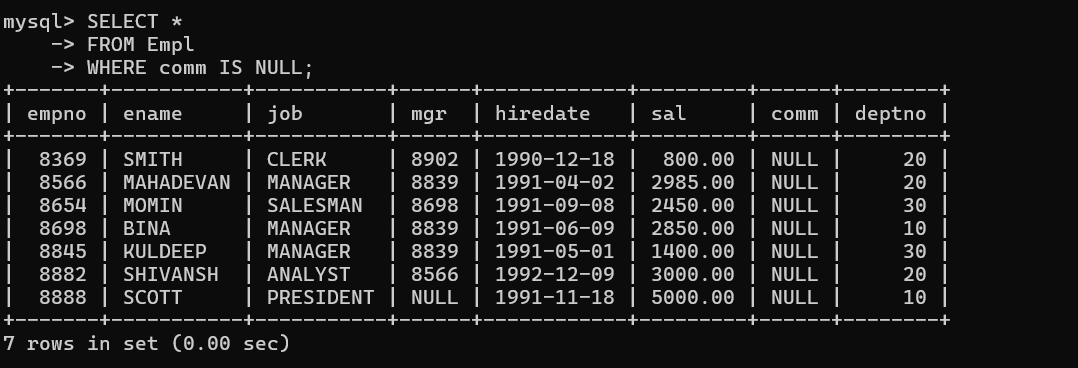 mysql> SELECT *
    -> FROM Empl
    -> WHERE comm IS NULL;
+-------+-----------+-----------+------+------------+---------+------+--------+
| empno | ename     | job       | mgr  | hiredate   | sal     | comm | deptno |
+-------+-----------+-----------+------+------------+---------+------+--------+
|  8369 | SMITH     | CLERK     | 8902 | 1990-12-18 |  800.00 | NULL |     20 |
|  8566 | MAHADEVAN | MANAGER   | 8839 | 1991-04-02 | 2985.00 | NULL |     20 |
|  8654 | MOMIN     | SALESMAN  | 8698 | 1991-09-08 | 2450.00 | NULL |     30 |
|  8698 | BINA      | MANAGER   | 8839 | 1991-06-09 | 2850.00 | NULL |     10 |
|  8845 | KULDEEP   | MANAGER   | 8839 | 1991-05-01 | 1400.00 | NULL |     30 |
|  8882 | SHIVANSH  | ANALYST   | 8566 | 1992-12-09 | 3000.00 | NULL |     20 |
|  8888 | SCOTT     | PRESIDENT | NULL | 1991-11-18 | 5000.00 | NULL |     10 |
+-------+-----------+-----------+------+------------+---------+------+--------+
7 rows in set (0.00 sec)